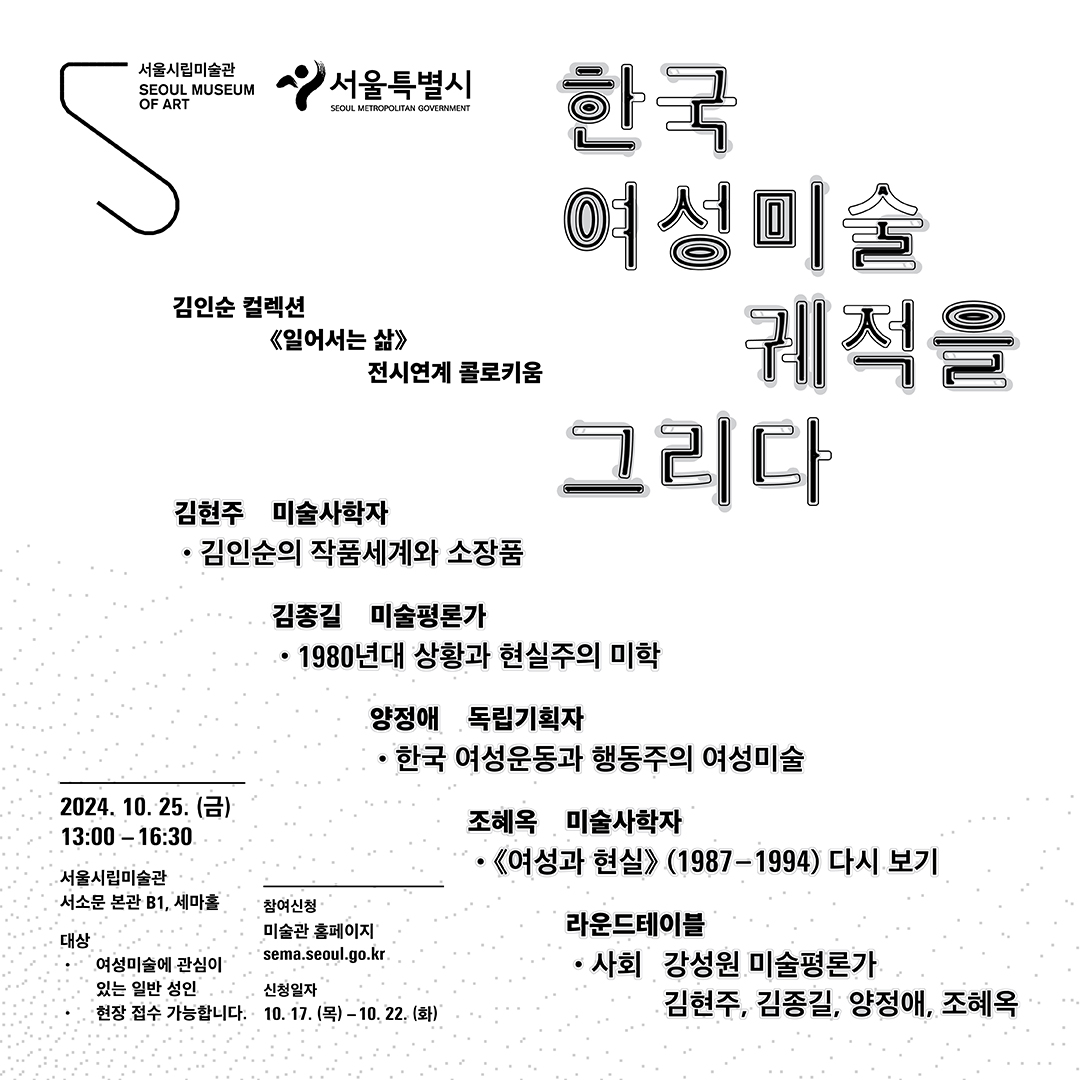 서울시립미술관
SEOUL MUSEUM
OF ART
서울특별시
SEOUL METROPOLITAN GOVERNMENT
한국
여성미술
궤적을
그리다
김인순 컬렉션
《일어서는 삶》
전시연계 콜로키움
김현주 미술사학자
• 김인순의 작품세계와 소장품
김종길 미술평론가
• 1980년대 상황과 현실주의 미학
양정애 독립기획자
• 한국 여성운동과 행동주의 여성미술
조혜옥 미술사학자
• 《여성과 현실》 (1987–1994) 다시 보기
라운드테이블
• 사회 강성원 미술평론가
김현주, 김종길, 양정애, 조혜옥
2024. 10. 25. (금)
13:00 – 16:30
서울시립미술관
서소문 본관 B1, 세마홀
대상
• 여성미술에 관심이
있는 일반 성인
• 현장 접수 가능합니다.
참여신청
미술관 홈페이지
sema.seoul.go.kr
신청일자
10. 17. (목) – 10. 22. (화)